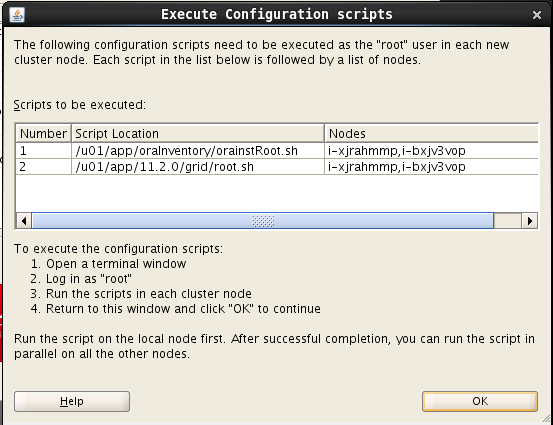 Execute Configuration scripts
The following configuration scripts need to be executed as the "root" user in each new
cluster node. Each script in the list below is followed by a list of nodes.
Scripts to be executed:
Number Script Location Nodes
1 /u01/app/oraInventory/orainstRoot.sh i-xjrahmmp,i-bxjv3vop
2 /u01/app/11.2.0/grid/root.sh i-xjrahmmp,i-bxjv3vop
To execute the configuration scripts:
1. Open a terminal window
2. Log in as "root"
3. Run the scripts in each cluster node
4. Return to this window and click "OK" to continue
Run the script on the local node first. After successful completion, you can run the script in
parallel on all the other nodes.
Help OK